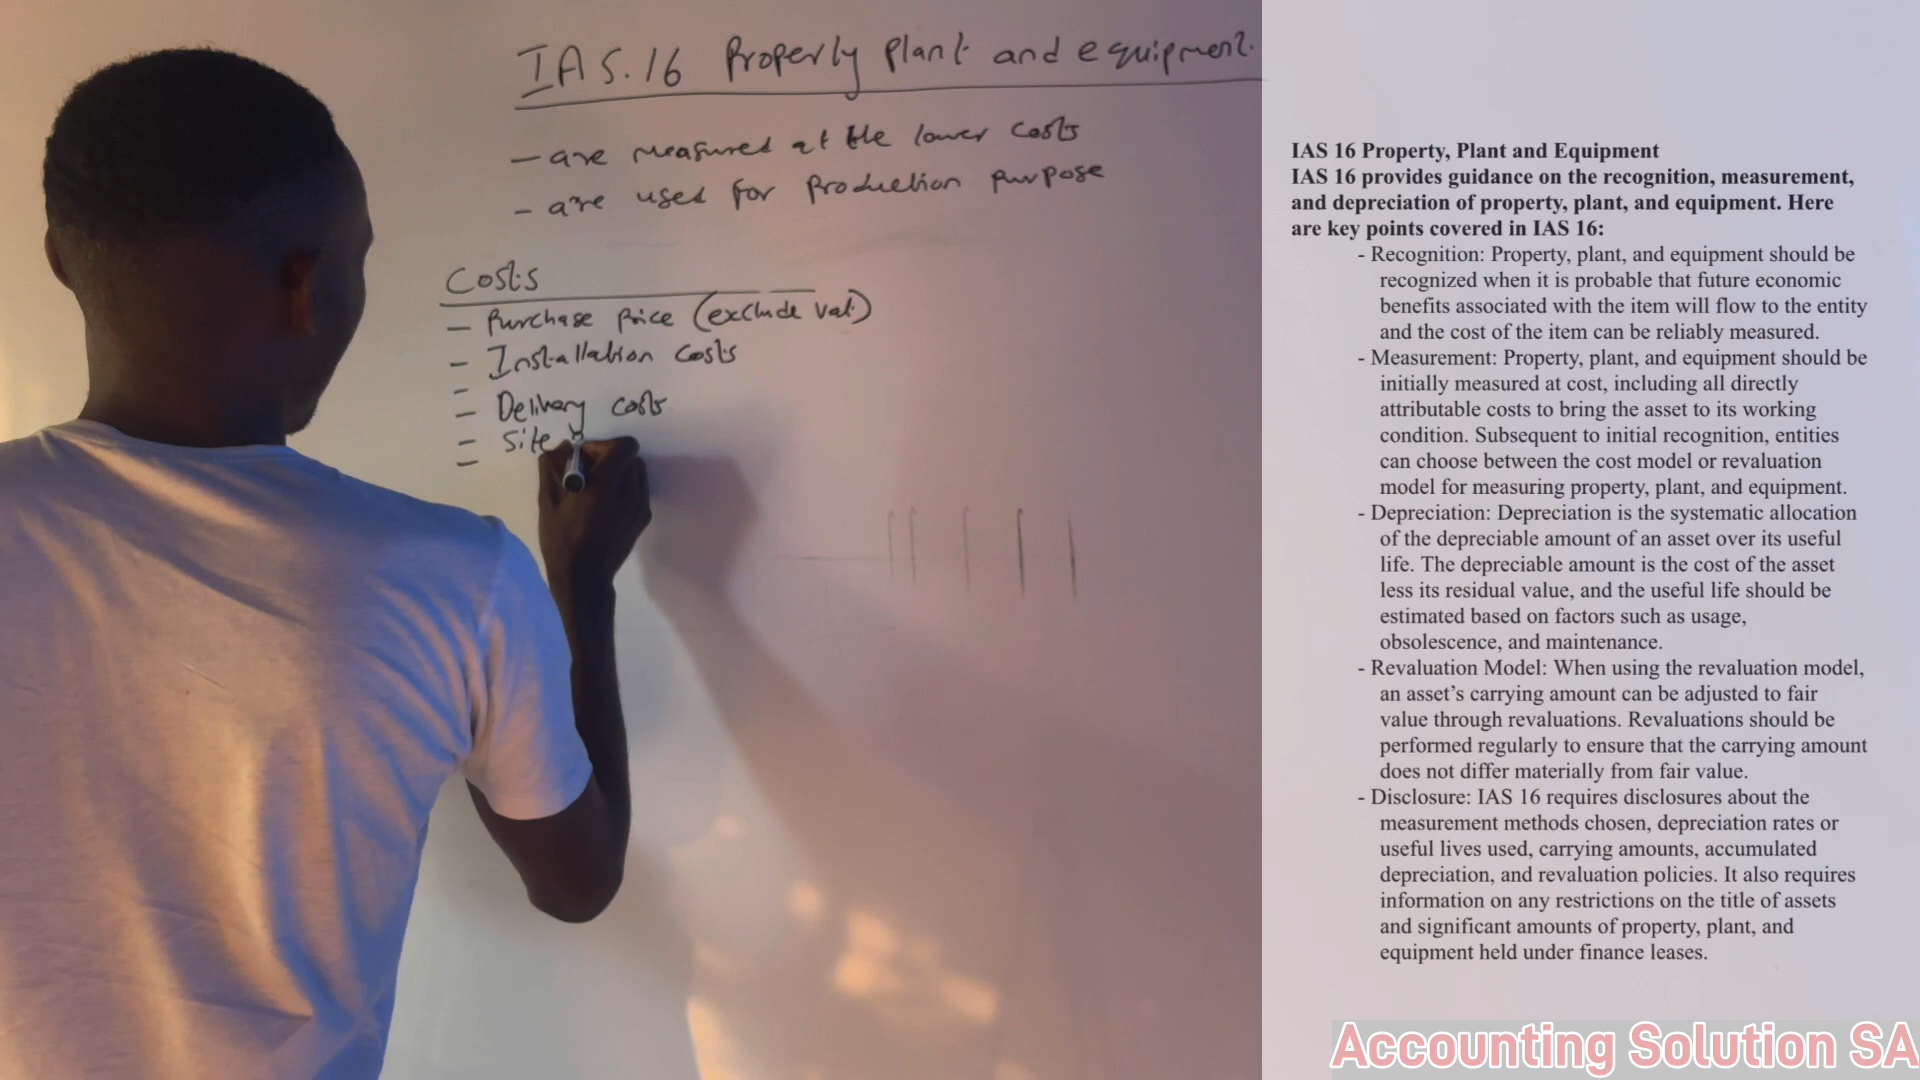 IAS.16 Property Plant and equipment.
- are measured at the lower costs
- are used for Production purpose
Costs
- Purchase Price (exclude vat)
- Installation Costs
- Delivery costs
- Site
IAS 16 Property, Plant and Equipment
IAS 16 provides guidance on the recognition, measurement,
and depreciation of property, plant, and equipment. Here
are key points covered in IAS 16:
- Recognition: Property, plant, and equipment should be
recognized when it is probable that future economic
benefits associated with the item will flow to the entity
and the cost of the item can be reliably measured.
- Measurement: Property, plant, and equipment should be
initially measured at cost, including all directly
attributable costs to bring the asset to its working
condition. Subsequent to initial recognition, entities
can choose between the cost model or revaluation
model for measuring property, plant, and equipment.
- Depreciation: Depreciation is the systematic allocation
of the depreciable amount of an asset over its useful
life. The depreciable amount is the cost of the asset
less its residual value, and the useful life should be
estimated based on factors such as usage,
obsolescence, and maintenance.
- Revaluation Model: When using the revaluation model,
an asset’s carrying amount can be adjusted to fair
value through revaluations. Revaluations should be
performed regularly to ensure that the carrying amount
does not differ materially from fair value.
- Disclosure: IAS 16 requires disclosures about the
measurement methods chosen, depreciation rates or
useful lives used, carrying amounts, accumulated
depreciation, and revaluation policies. It also requires
information on any restrictions on the title of assets
and significant amounts of property, plant, and
equipment held under finance leases.
Accounting Solution SA